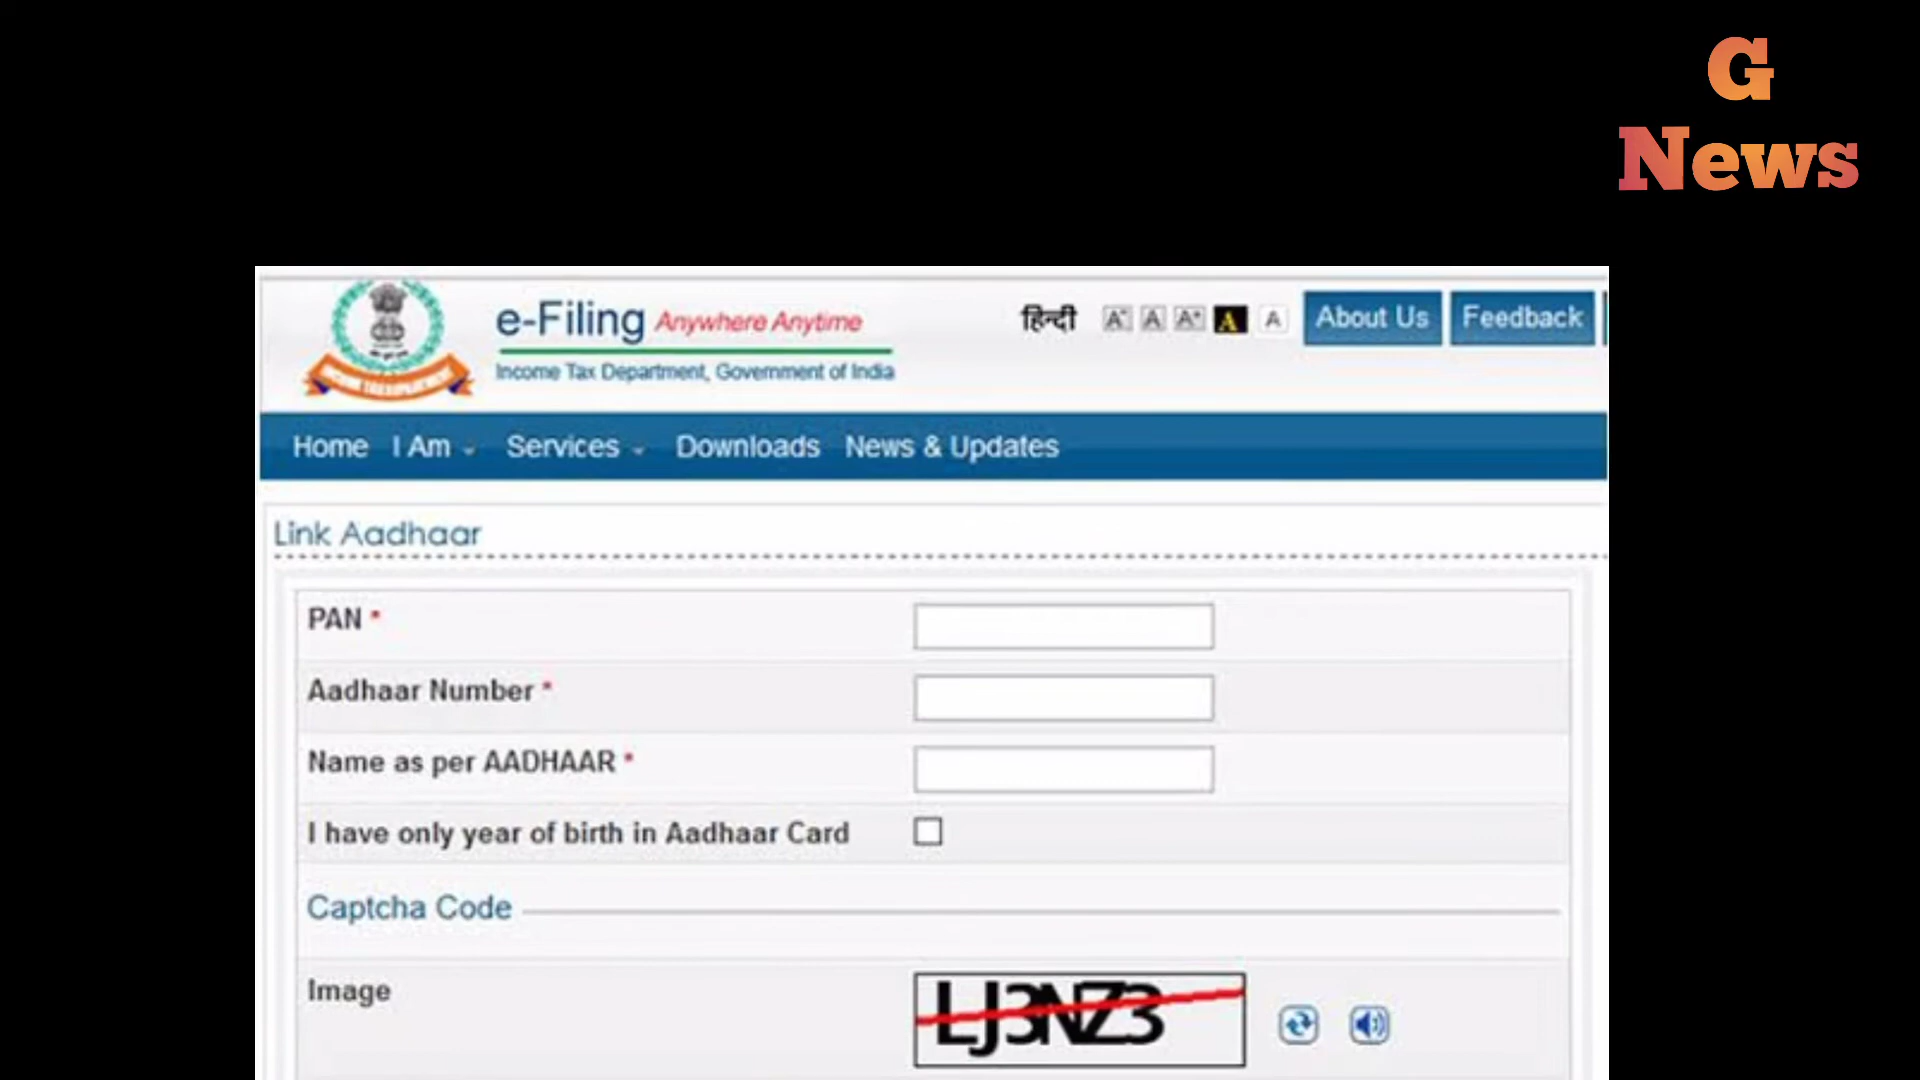 G
News
e-Filing Anywhere Anytime
Income Tax Department, Government of India
हिन्दी A- A A+ A A About Us Feedback
Home I Am Services Downloads News & Updates
Link Aadhaar
PAN *
Aadhaar Number *
Name as per AADHAAR *
I have only year of birth in Aadhaar Card
Captcha Code
Image
LJ3NZ3